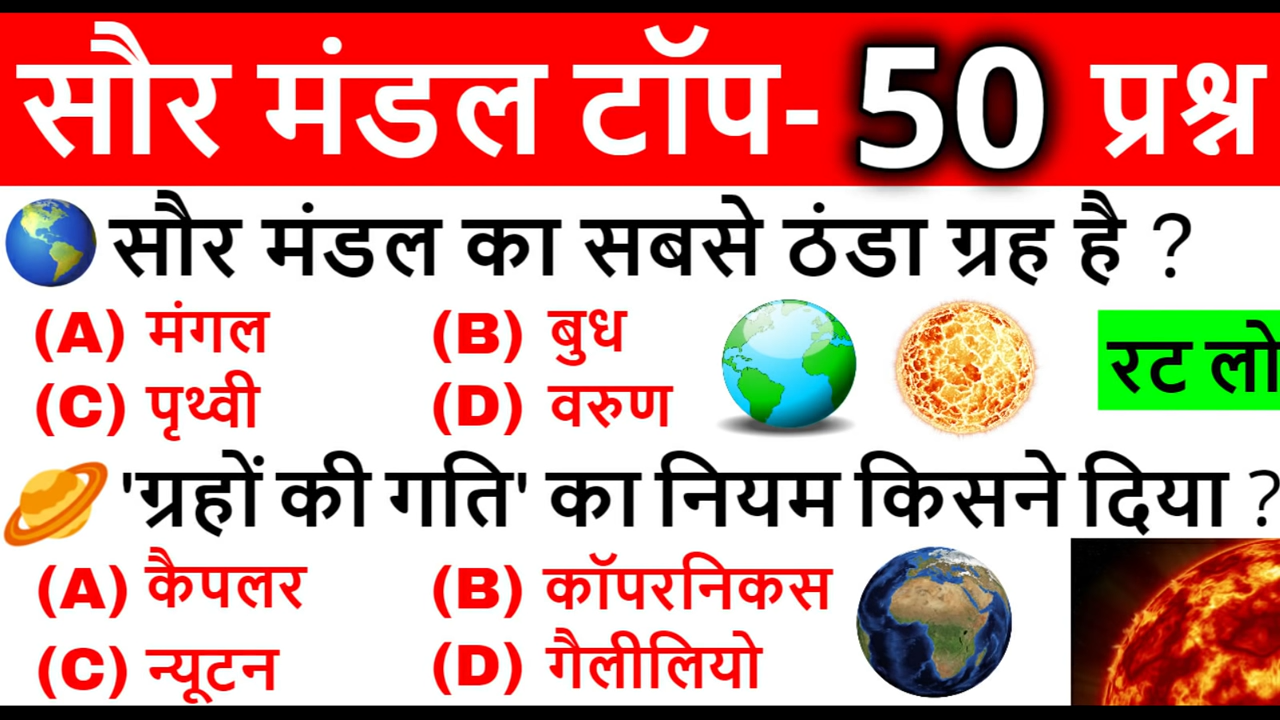 सौर मंडल टॉप- 50 प्रश्न
सौर मंडल का सबसे ठंडा ग्रह है ?
(A) मंगल (B) बुध
रट लो
(C) पृथ्वी (D) वरुण
'ग्रहों की गति' का नियम किसने दिया ?
(A) कैपलर (B) कॉपरनिकस
(C) न्यूटन (D) गैलीलियो